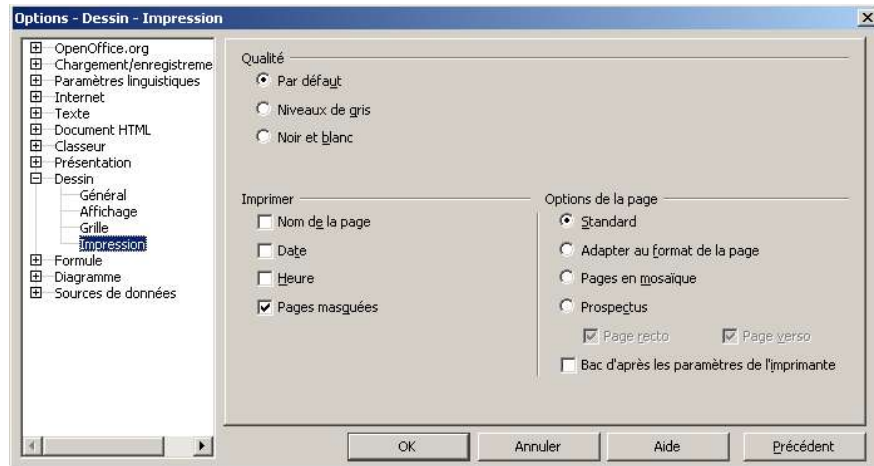 Options - Dessin - Impression
OpenOffice.org
Chargement/enregistreme
Paramètres linguistiques
Internet
Texte
Document HTML
Classeur
Présentation
Dessin
Général
Affichage
Grille
Impression
Formule
Diagramme
Sources de données
Qualité
Par défaut
Niveaux de gris
Noir et blanc
Imprimer
Nom de la page
Date
Heure
Pages masquées
Options de la page
Standard
Adapter au format de la page
Pages en mosaïque
Prospectus
Page recto Page verso
Bac d'après les paramètres de l'imprimante
OK Annuler Aide Précédent